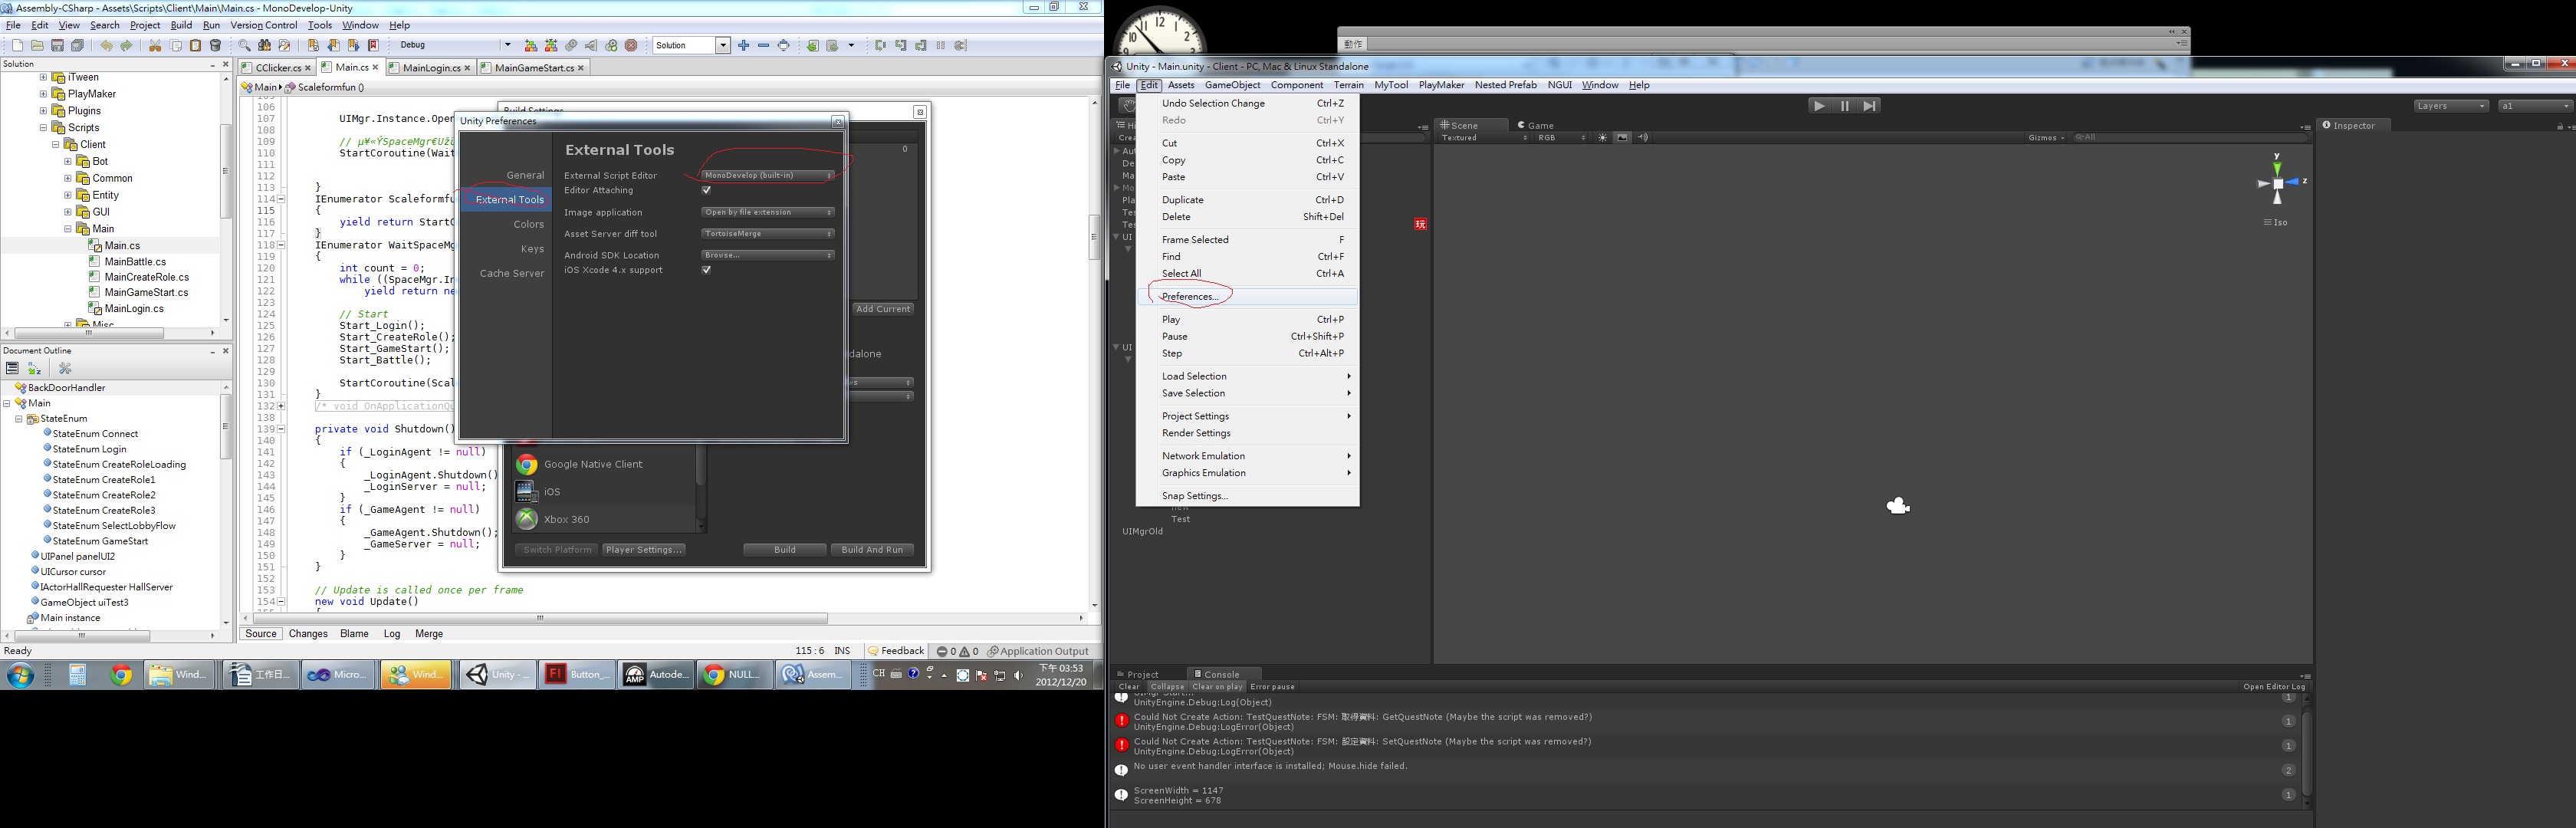 Assembly-CSharp - Assets\Scripts\Client\Main\Main.cs - MonoDevelop-Unity
File Edit View Search Project Build Run Version Control Tools Window Help
Debug
Solution
Solution
iTween
PlayMaker
Plugins
Scripts
Client
Bot
Common
Entity
GUI
Main
Main.cs
MainBattle.cs
MainCreateRole.cs
MainGameStart.cs
MainLogin.cs
Misc
Document Outline
BackDoorHandler
Main
StateEnum
StateEnum Connect
StateEnum Login
StateEnum CreateRoleLoading
StateEnum CreateRole1
StateEnum CreateRole2
StateEnum CreateRole3
StateEnum SelectLobbyFlow
StateEnum GameStart
UIPanel panelUI2
UICursor cursor
IActorHallRequester HallServer
GameObject uiTest3
Main instance
CClicker.cs Main.cs MainLogin.cs MainGameStart.cs
Main Scaleformfun ()
106
107 UIMgr.Instance.Open
108
109
110 StartCoroutine(Wait
111
112
113 }
114 IEnumerator Scaleformfu
115 {
116 yield return StartC
117 }
118 IEnumerator WaitSpaceMg
119 {
120 int count = 0;
121 while ((SpaceMgr.In
122 yield return ne
123
124 // Start
125 Start_Login();
126 Start_CreateRole();
127 Start_GameStart();
128 Start_Battle();
129
130 StartCoroutine(Scal
131 }
132 /* void OnApplicationQu
138
139 private void Shutdown()
140 {
141 if (_LoginAgent != null)
142 {
143 _LoginAgent.Shutdown()
144 _LoginServer = null;
145 }
146 if (_GameAgent != null)
147 {
148 _GameAgent.Shutdown();
149 _GameServer = null;
150 }
151 }
152
153 // Update is called once per frame
154 new void Update()
Source Changes Blame Log Merge
Ready
115 : 6 INS Feedback 0 0 Application Output
Build Settings
0
Add Current
dalone
Google Native Client
iOS
Xbox 360
Switch Platform Player Settings... Build Build And Run
Unity Preferences
General
External Tools
Colors
Keys
Cache Server
External Tools
External Script Editor MonoDevelop (built-in)
Editor Attaching
Image application Open by file extension
Asset Server diff tool TortoiseMerge
Android SDK Location Browse...
iOS Xcode 4.x support
Wind... 工作日... Micro... Wind... Unity - ... Button_... Autode... NULL... Assem...
CH
下午 03:53
2012/12/20
動作
Unity - Main.unity - Client - PC, Mac & Linux Standalone
File Edit Assets GameObject Component Terrain MyTool PlayMaker Nested Prefab NGUI Window Help
Layers a1
Undo Selection Change Ctrl+Z
Redo Ctrl+Y
Cut Ctrl+X
Copy Ctrl+C
Paste Ctrl+V
Duplicate Ctrl+D
Delete Shift+Del
Frame Selected F
Find Ctrl+F
Select All Ctrl+A
Preferences...
Play Ctrl+P
Pause Ctrl+Shift+P
Step Ctrl+Alt+P
Load Selection
Save Selection
Project Settings
Render Settings
Network Emulation
Graphics Emulation
Snap Settings...
new
Test
UIMgrOld
Scene Game
Textured RGB Gizmos All
y
z
Iso
玩
Inspector
Project Console
Clear Collapse Clear on play Error pause Open Editor Log
UIMgr Start...
UnityEngine.Debug:Log(Object)
1
Could Not Create Action: TestQuestNote: FSM: 取得資料: GetQuestNote (Maybe the script was removed?)
UnityEngine.Debug:LogError(Object)
1
Could Not Create Action: TestQuestNote: FSM: 設定資料: SetQuestNote (Maybe the script was removed?)
UnityEngine.Debug:LogError(Object)
1
No user event handler interface is installed; Mouse.hide failed.
2
ScreenWidth = 1147
ScreenHeight = 678
1